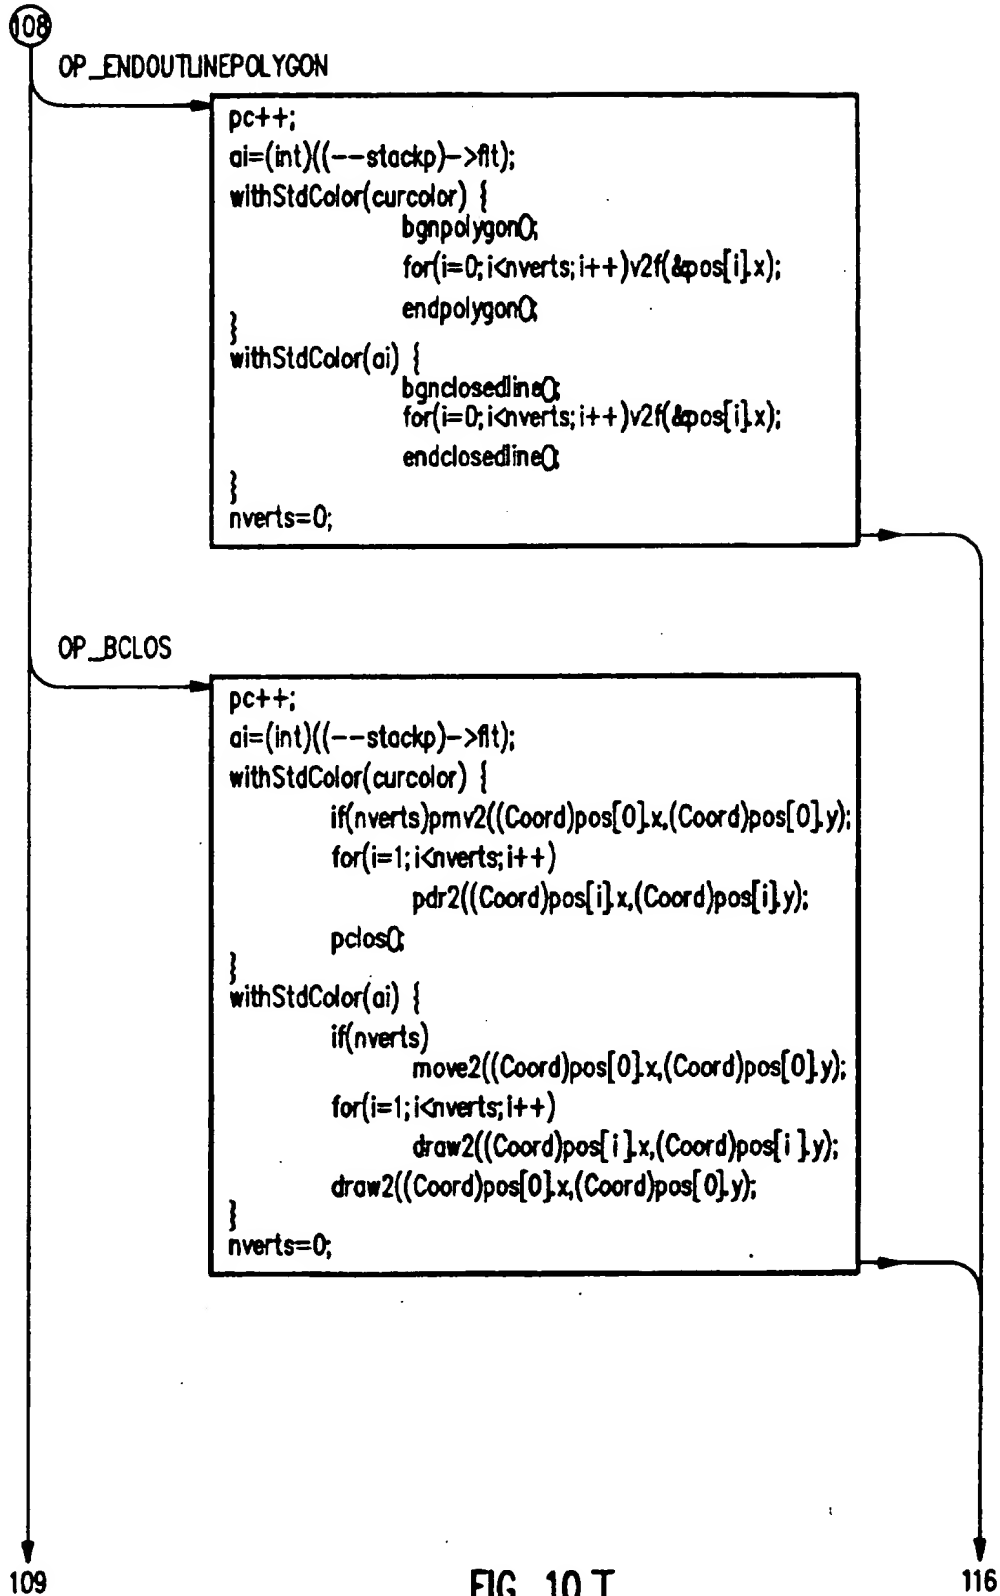 108
OP_ENDOUTLINEPOLYGON
pc++;
ai=(int)((--stackp)->flt);
withStdColor(curcolor) {
bgnpolygon();
for(i=0;i<nverts;i++)v2f(&pos[i].x);
endpolygon();
}
withStdColor(ai) {
bgnclosedline();
for(i=0;i<nverts;i++)v2f(&pos[i].x);
endclosedline();
}
nverts=0;
OP_BCLOS
pc++;
ai=(int)((--stackp)->flt);
withStdColor(curcolor) {
if(nverts)pmv2((Coord)pos[0].x,(Coord)pos[0].y);
for(i=1;i<nverts;i++)
pdr2((Coord)pos[i].x,(Coord)pos[i].y);
pclos();
}
withStdColor(ai) {
if(nverts)
move2((Coord)pos[0].x,(Coord)pos[0].y);
for(i=1;i<nverts;i++)
draw2((Coord)pos[i].x,(Coord)pos[i].y);
draw2((Coord)pos[0].x,(Coord)pos[0].y);
}
nverts=0;
109
FIG. 10 T
116